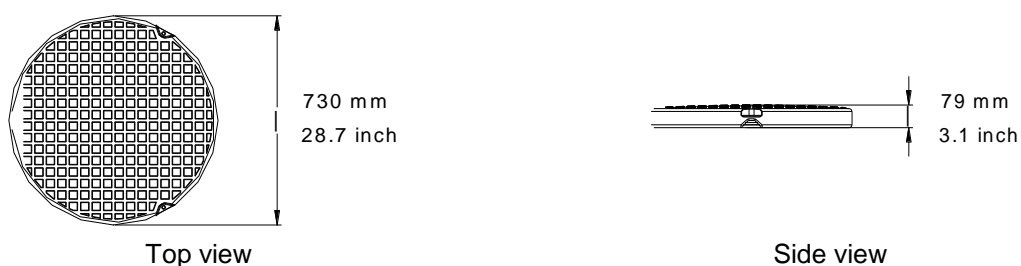 730 mm
28.7 inch
79 mm
3.1 inch
Top view
Side view